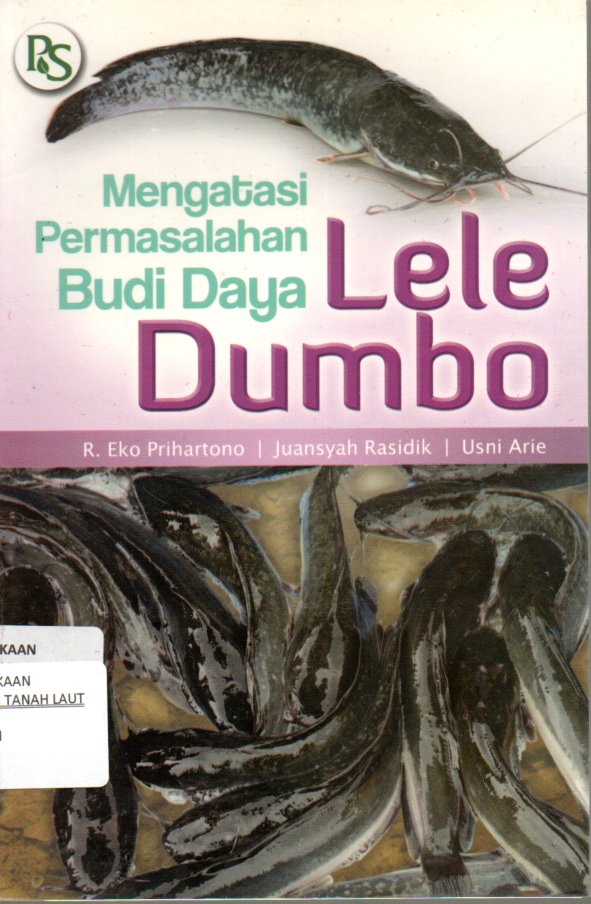 PS
Mengatasi
Permasalahan
Budi Daya
Lele
Dumbo
R. Eko Prihartono | Juansyah Rasidik | Usni Arie
KAAN
KAAN
TANAH LAUT